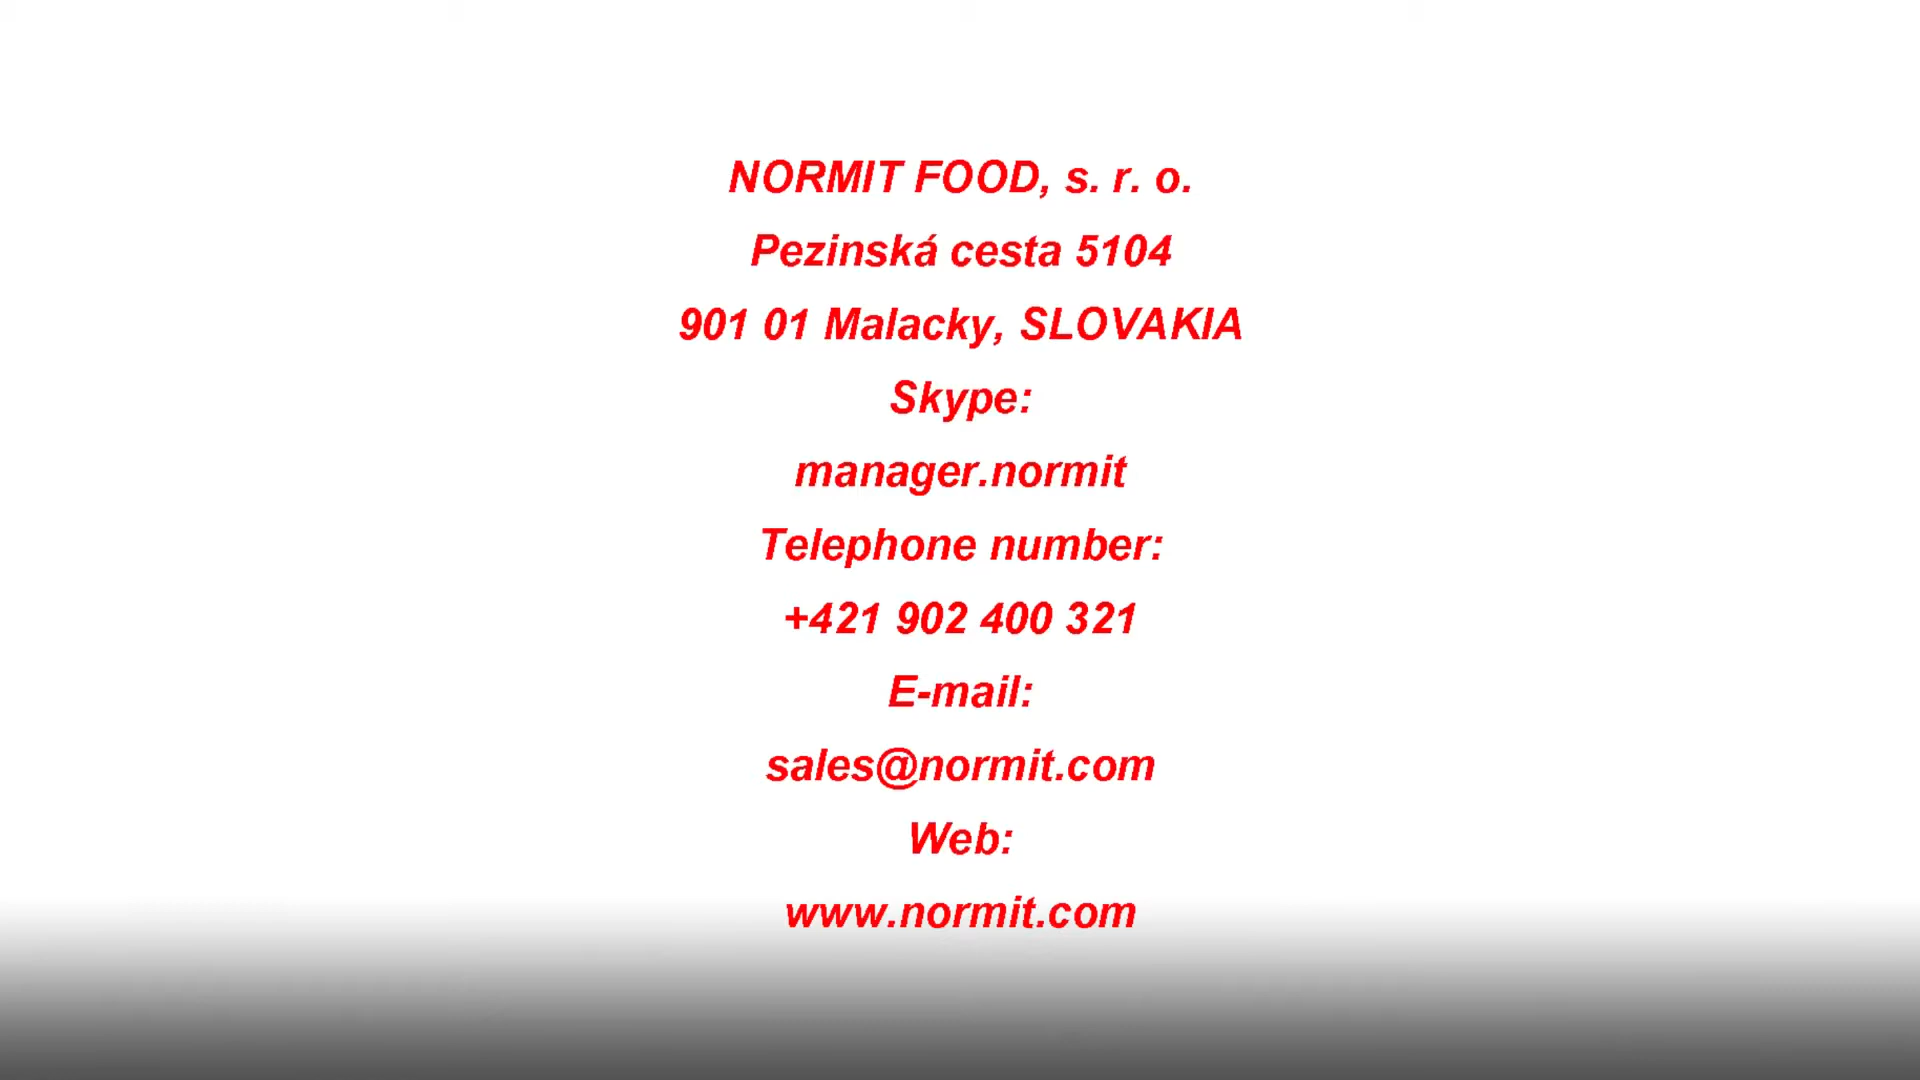 NORMIT FOOD, s. r. o.
Pezinská cesta 5104
901 01 Malacky, SLOVAKIA
Skype:
manager.normit
Telephone number:
+421 902 400 321
E-mail:
sales@normit.com
Web:
www.normit.com